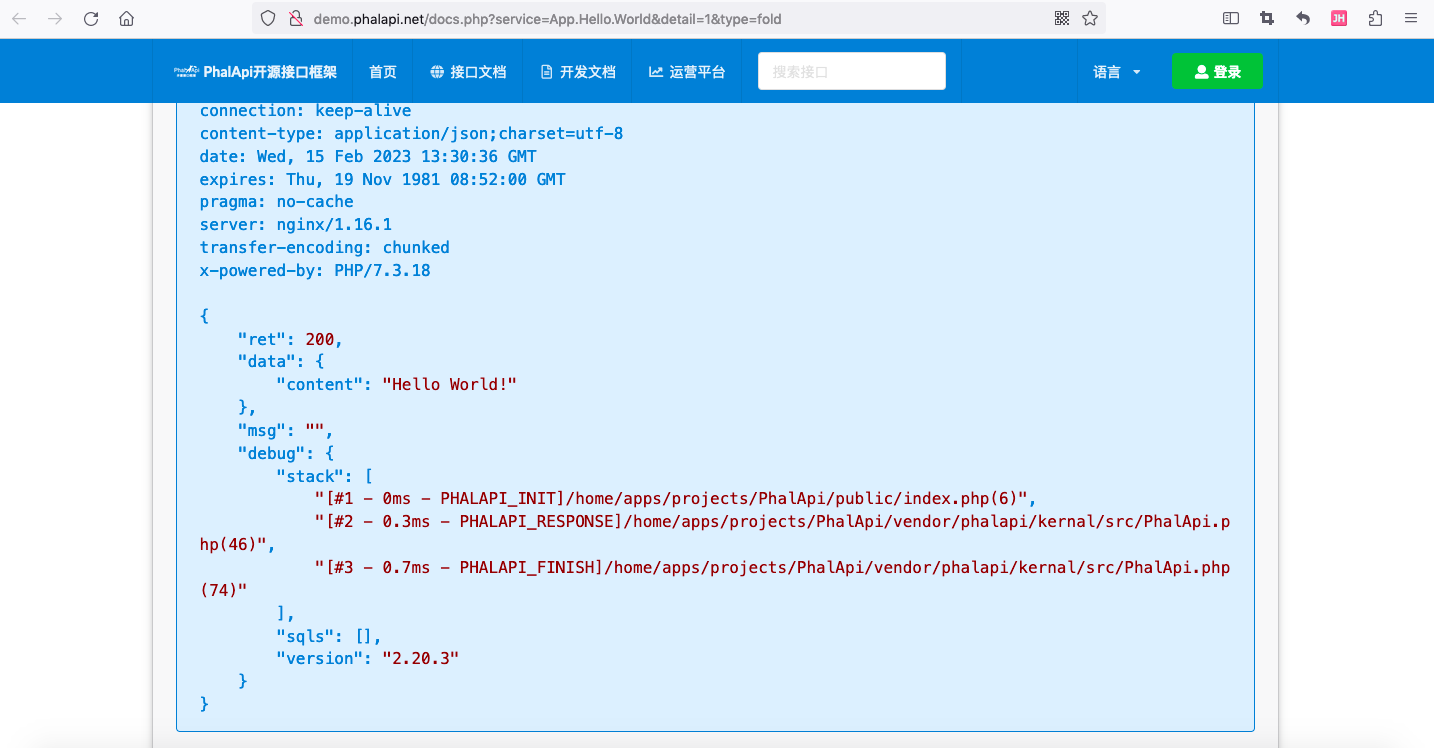 demo.phalapi.net/docs.php?service=App.Hello.World&detail=1&type=fold
JH
PhalApi开源接口框架 首页 接口文档 开发文档 运营平台 搜索接口 语言 登录
connection: keep-alive
content-type: application/json;charset=utf-8
date: Wed, 15 Feb 2023 13:30:36 GMT
expires: Thu, 19 Nov 1981 08:52:00 GMT
pragma: no-cache
server: nginx/1.16.1
transfer-encoding: chunked
x-powered-by: PHP/7.3.18
{
"ret": 200,
"data": {
"content": "Hello World!"
},
"msg": "",
"debug": {
"stack": [
"[#1 - 0ms - PHALAPI_INIT]/home/apps/projects/PhalApi/public/index.php(6)",
"[#2 - 0.3ms - PHALAPI_RESPONSE]/home/apps/projects/PhalApi/vendor/phalapi/kernal/src/PhalApi.p
hp(46)",
"[#3 - 0.7ms - PHALAPI_FINISH]/home/apps/projects/PhalApi/vendor/phalapi/kernal/src/PhalApi.php
(74)"
],
"sqls": [],
"version": "2.20.3"
}
}